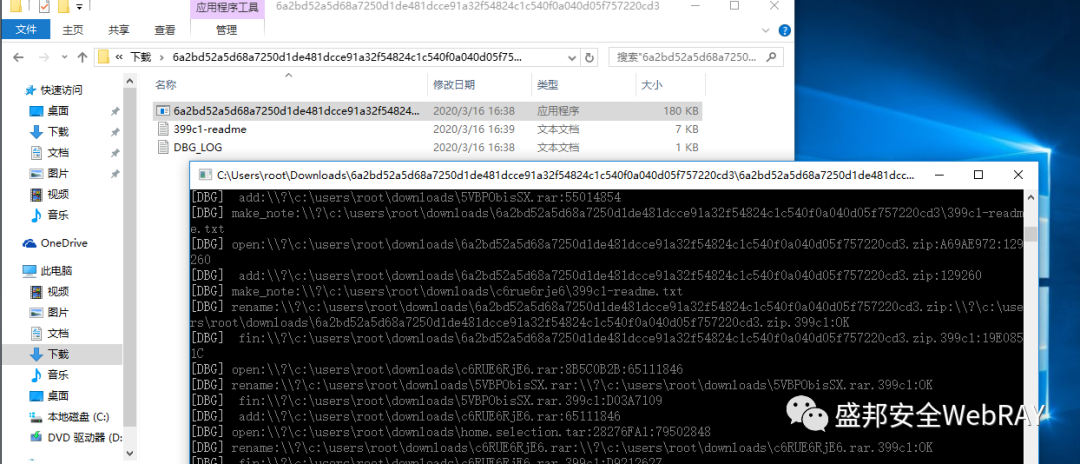 应用程序工具 6a2bd52a5d68a7250d1de481dcce91a32f54824c1c540f0a040d05f757220cd3
文件 主页 共享 查看 管理
« 下载 › 6a2bd52a5d68a7250d1de481dcce91a32f54824c1c540f0a040d05f75... 搜索"6a2bd52a5d68a7250...
快速访问
桌面
下载
文档
图片
视频
音乐
OneDrive
此电脑
视频
图片
文档
下载
音乐
桌面
本地磁盘 (C:)
DVD 驱动器 (D:
名称 修改日期 类型 大小
6a2bd52a5d68a7250d1de481dcce91a32f54824... 2020/3/16 16:38 应用程序 180 KB
399c1-readme 2020/3/16 16:39 文本文档 7 KB
DBG_LOG 2020/3/16 16:38 文本文档 1 KB
C:\Users\root\Downloads\6a2bd52a5d68a7250d1de481dcce91a32f54824c1c540f0a040d05f757220cd3\6a2bd52a5d68a7250d1de481dcc...
[DBG] add:\\?\c:\users\root\downloads\5VBPObisSX.rar:55014854
[DBG] make_note:\\?\c:\users\root\downloads\6a2bd52a5d68a7250d1de481dcce91a32f54824c1c540f0a040d05f757220cd3\399c1-readm
e.txt
[DBG] open:\\?\c:\users\root\downloads\6a2bd52a5d68a7250d1de481dcce91a32f54824c1c540f0a040d05f757220cd3.zip:A69AE972:129
260
[DBG] add:\\?\c:\users\root\downloads\6a2bd52a5d68a7250d1de481dcce91a32f54824c1c540f0a040d05f757220cd3.zip:129260
[DBG] make_note:\\?\c:\users\root\downloads\c6rue6rje6\399c1-readme.txt
[DBG] rename:\\?\c:\users\root\downloads\6a2bd52a5d68a7250d1de481dcce91a32f54824c1c540f0a040d05f757220cd3.zip:\\?\c:\use
rs\root\downloads\6a2bd52a5d68a7250d1de481dcce91a32f54824c1c540f0a040d05f757220cd3.zip.399c1:OK
[DBG] fin:\\?\c:\users\root\downloads\6a2bd52a5d68a7250d1de481dcce91a32f54824c1c540f0a040d05f757220cd3.zip.399c1:19E085
1C
[DBG] open:\\?\c:\users\root\downloads\c6RUE6RjE6.rar:8B5C0B2B:65111846
[DBG] rename:\\?\c:\users\root\downloads\5VBPObisSX.rar:\\?\c:\users\root\downloads\5VBPObisSX.rar.399c1:OK
[DBG] fin:\\?\c:\users\root\downloads\5VBPObisSX.rar.399c1:D03A7109
[DBG] add:\\?\c:\users\root\downloads\c6RUE6RjE6.rar:65111846
[DBG] open:\\?\c:\users\root\downloads\home.selection.tar:28276FA1:79502848
[DBG] rename:\\?\c:\users\root\downloads\c6RUE6RjE6.rar:\\?\c:\users\root\downloads\c6RUE6RjE6.rar.399c1:OK
[DBG] fin:\\?\c:\users\root\downloads\c6RUE6RjE6.rar.399c1:D9212627
盛邦安全WebRAY